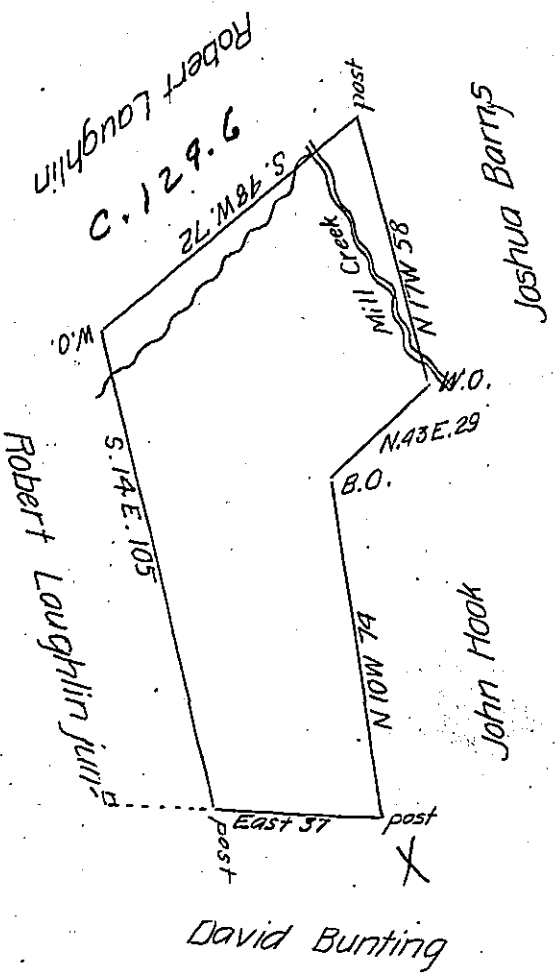 Robert Laughlin
C.129.6
post
Joshua Barns
S.48W.72
N17W 58
Mill Creek
W.O.
W.O.
N.43E.29
B.O.
S.14E.105
Robert Laughlin jun.
N10W 74
John Hook
East 37
post
post
X
David Bunting